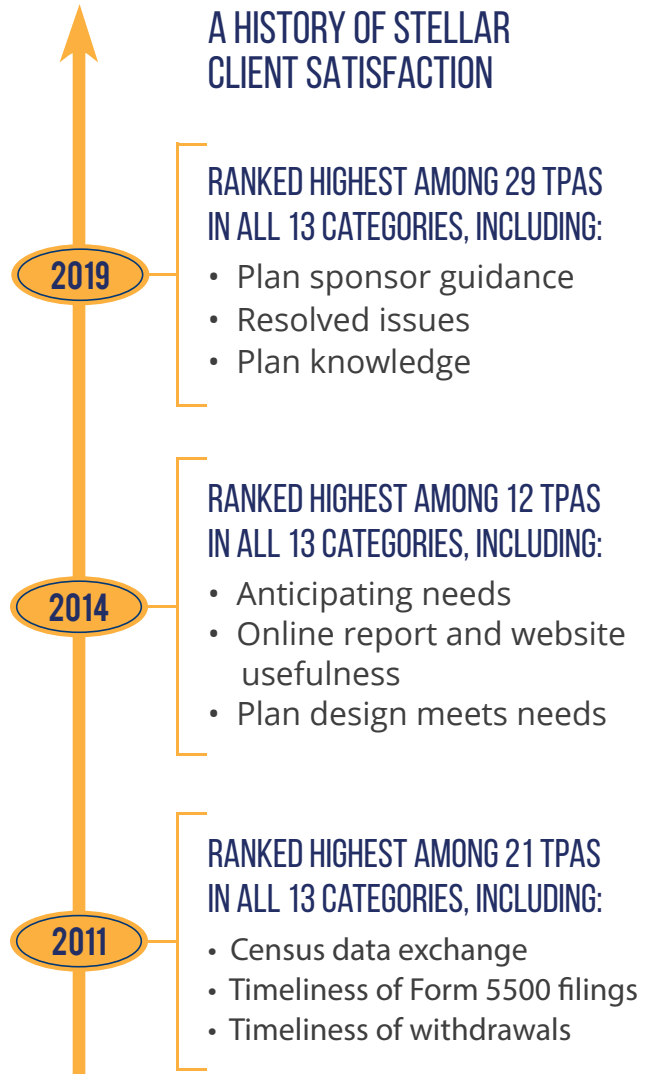 A HISTORY OF STELLAR
CLIENT SATISFACTION
RANKED HIGHEST AMONG 29 TPAS
IN ALL 13 CATEGORIES, INCLUDING:
2019
• Plan sponsor guidance
• Resolved issues
• Plan knowledge
RANKED HIGHEST AMONG 12 TPAS
IN ALL 13 CATEGORIES, INCLUDING:
2014
• Anticipating needs
• Online report and website
usefulness
• Plan design meets needs
RANKED HIGHEST AMONG 21 TPAS
IN ALL 13 CATEGORIES, INCLUDING:
2011
• Census data exchange
• Timeliness of Form 5500 filings
• Timeliness of withdrawals